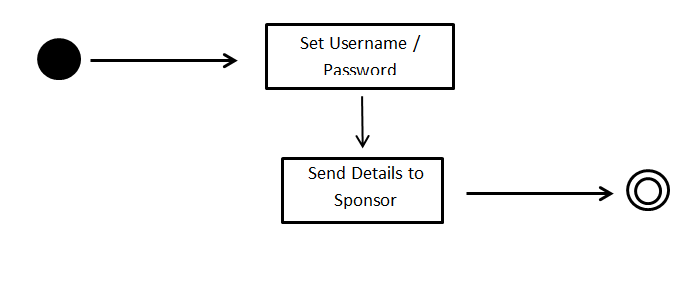 Set Username /
Password
Send Details to
Sponsor